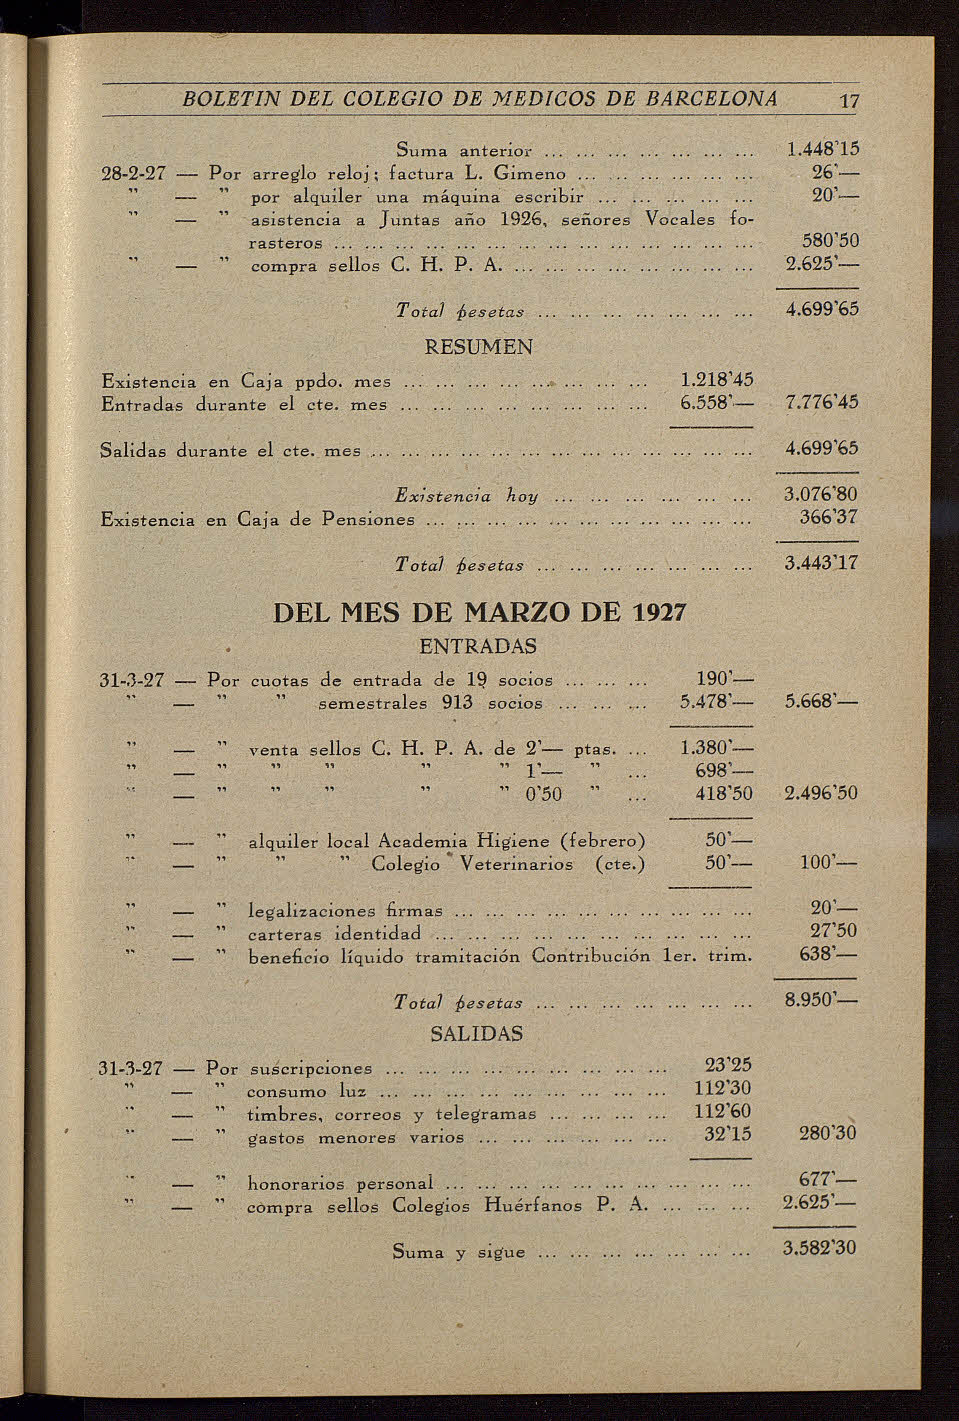 BOLETIN DEL COLEGIO DE MEDICOS DE BARCELONA 17
Suma anterior ... ... ... ... ... ... ... 1.448'15
28-2-27 — Por arreglo reloj; factura L. Gimeno ... ... ... ... ... ... 26'—
" — " por alquiler una máquina escribir ... ... ... ... ... 20'—
" — " asistencia a Juntas año 1926, señores Vocales fo-
rasteros ... ... ... ... ... ... ... ... ... ... ... ... ... ... 580'50
" — " compra sellos C. H. P. A. ... ... ... ... ... ... ... ... 2.625'—
Total pesetas ... ... ... ... ... ... ... 4.699'65
RESUMEN
Existencia en Caja ppdo. mes ... ... ... ... ... ... ... ... 1.218'45
Entradas durante el cte. mes ... ... ... ... ... ... ... ... 6.558'— 7.776'45
Salidas durante el cte. mes ... ... ... ... ... ... ... ... ... ... ... ... ... 4.699'65
Existencia hoy ... ... ... ... ... ... 3.076'80
Existencia en Caja de Pensiones ... ... ... ... ... ... ... ... ... ... ... 366'37
Total pesetas ... ... ... ... ... ... ... 3.443'17
DEL MES DE MARZO DE 1927
ENTRADAS
31-3-27 — Por cuotas de entrada de 19 socios ... ... ... 190'—
" — " " semestrales 913 socios ... ... ... 5.478'— 5.668'—
" — " venta sellos C. H. P. A. de 2'— ptas. ... 1.380'—
" — " " " " " 1'— " ... 698'—
" — " " " " " 0'50 " ... 418'50 2.496'50
" — " alquiler local Academia Higiene (febrero) 50'—
" — " " " Colegio Veterinarios (cte.) 50'— 100'—
" — " legalizaciones firmas ... ... ... ... ... ... ... ... ... ... 20'—
" — " carteras identidad ... ... ... ... ... ... ... ... ... ... 27'50
" — " beneficio líquido tramitación Contribución 1er. trim. 638'—
Total pesetas ... ... ... ... ... ... ... 8.950'—
SALIDAS
31-3-27 — Por suscripciones ... ... ... ... ... ... ... ... ... 23'25
" — " consumo luz ... ... ... ... ... ... ... ... ... 112'30
" — " timbres, correos y telegramas ... ... ... ... 112'60
" — " gastos menores varios ... ... ... ... ... ... 32'15 280'30
" — " honorarios personal ... ... ... ... ... ... ... ... ... ... 677'—
" — " compra sellos Colegios Huérfanos P. A. ... ... ... 2.625'—
Suma y sigue ... ... ... ... ... ... ... 3.582'30